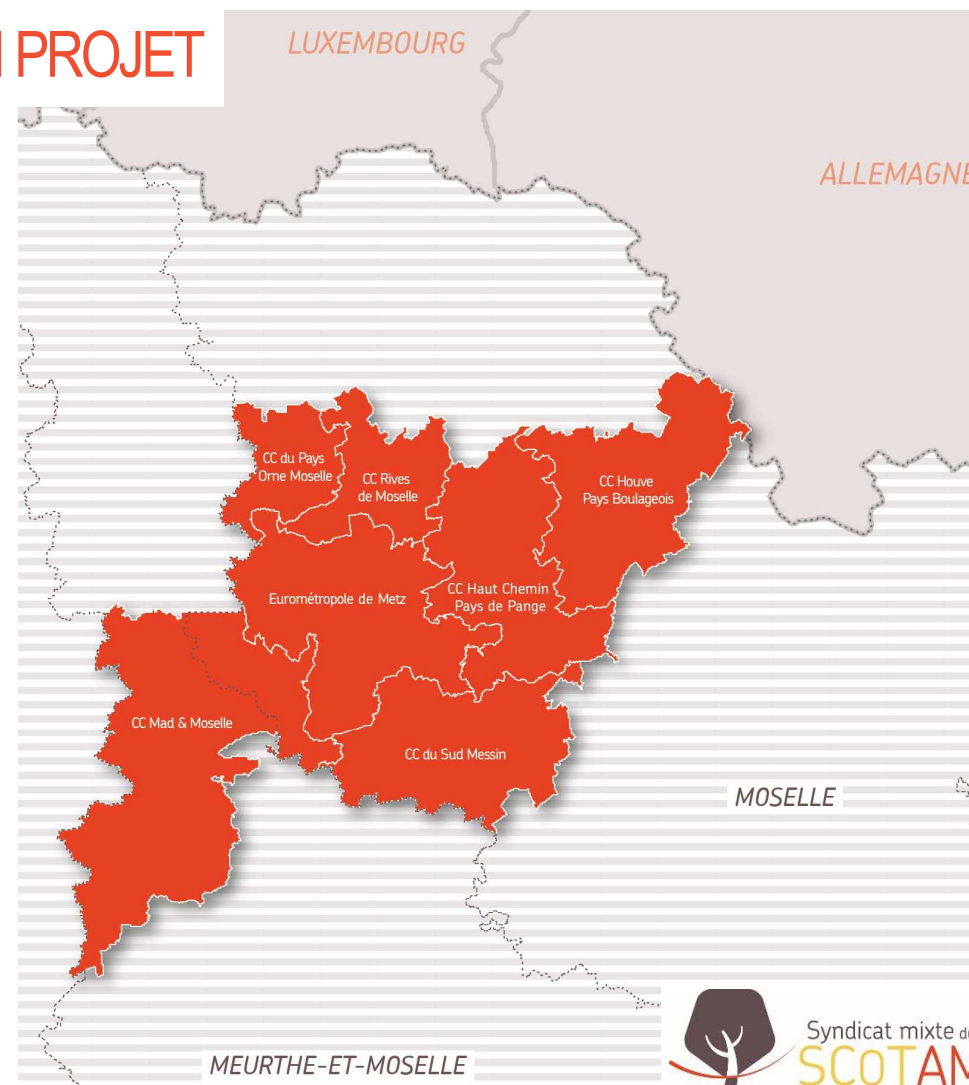 PROJET
LUXEMBOURG
ALLEMAGNE
CC du Pays
Orne Moselle
CC Rives
de Moselle
CC Houve
Pays Boulageois
Eurométropole de Metz
CC Haut Chemin
Pays de Pange
CC Mad & Moselle
CC du Sud Messin
MOSELLE
MEURTHE-ET-MOSELLE
Syndicat mixte
SCOTAM